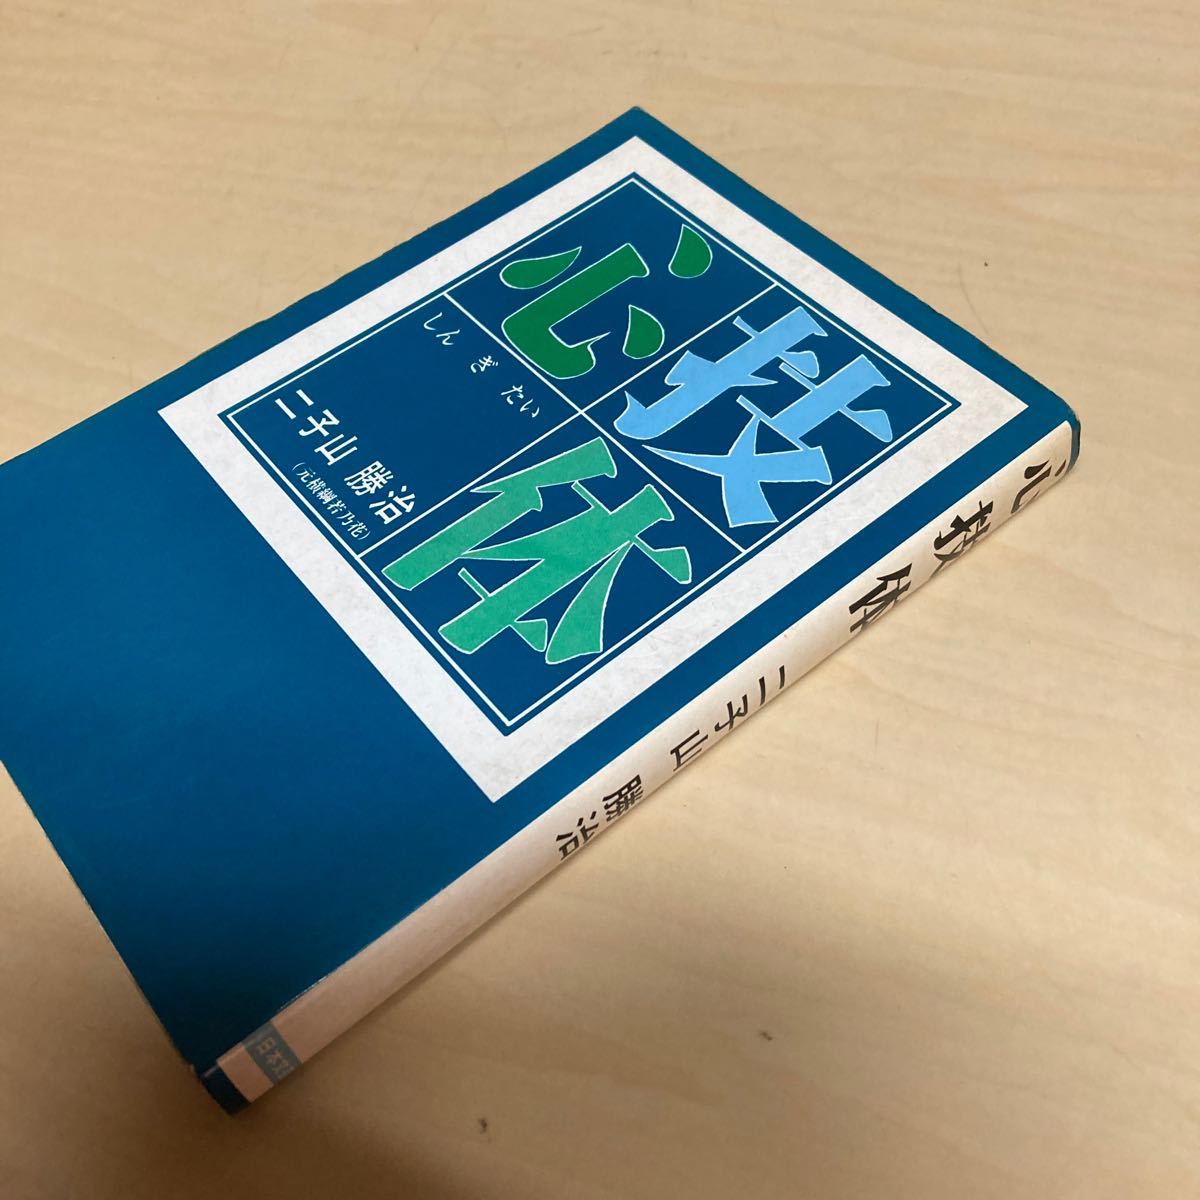 心技体
しん ぎ たい
二子山 勝治
(元横綱若乃花)
心技体 二子山 勝治